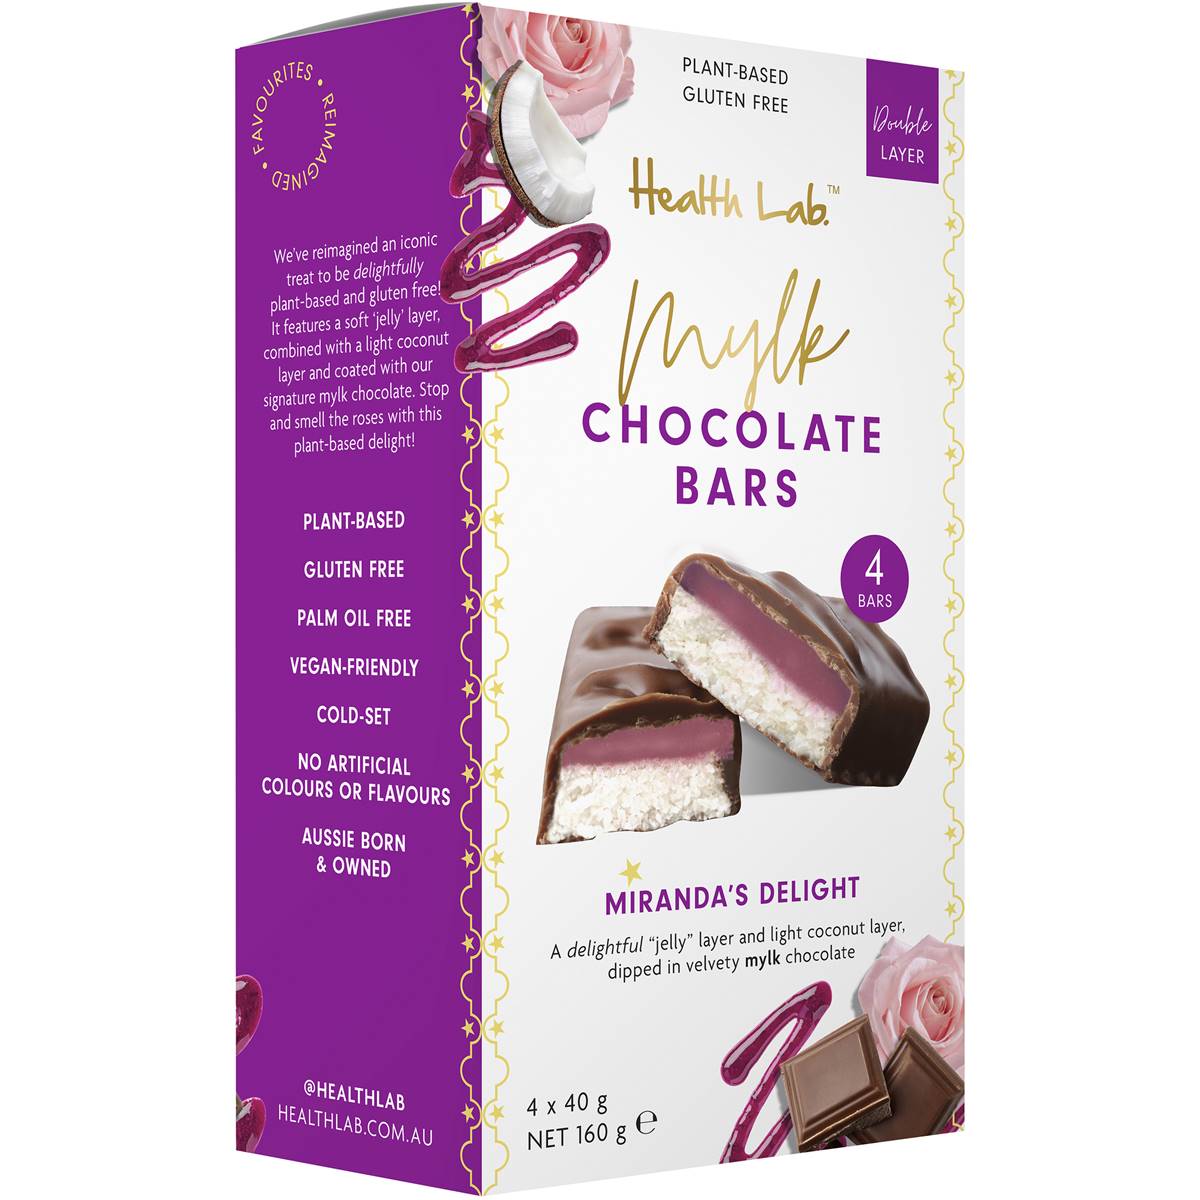 FAVOURITES • REIMAGINED •
We've reimagined an iconic
treat to be delightfully
plant-based and gluten free!
It features a soft 'jelly' layer,
combined with a light coconut
layer and coated with our
signature mylk chocolate. Stop
and smell the roses with this
plant-based delight!
PLANT-BASED
GLUTEN FREE
PALM OIL FREE
VEGAN-FRIENDLY
COLD-SET
NO ARTIFICIAL
COLOURS OR FLAVOURS
AUSSIE BORN
& OWNED
@HEALTHLAB
HEALTHLAB.COM.AU
PLANT-BASED
GLUTEN FREE
Double
LAYER
Health Lab.™
Mylk
CHOCOLATE
BARS
4
BARS
MIRANDA'S DELIGHT
A delightful "jelly" layer and light coconut layer,
dipped in velvety mylk chocolate
4 x 40 g
NET 160 g ℮